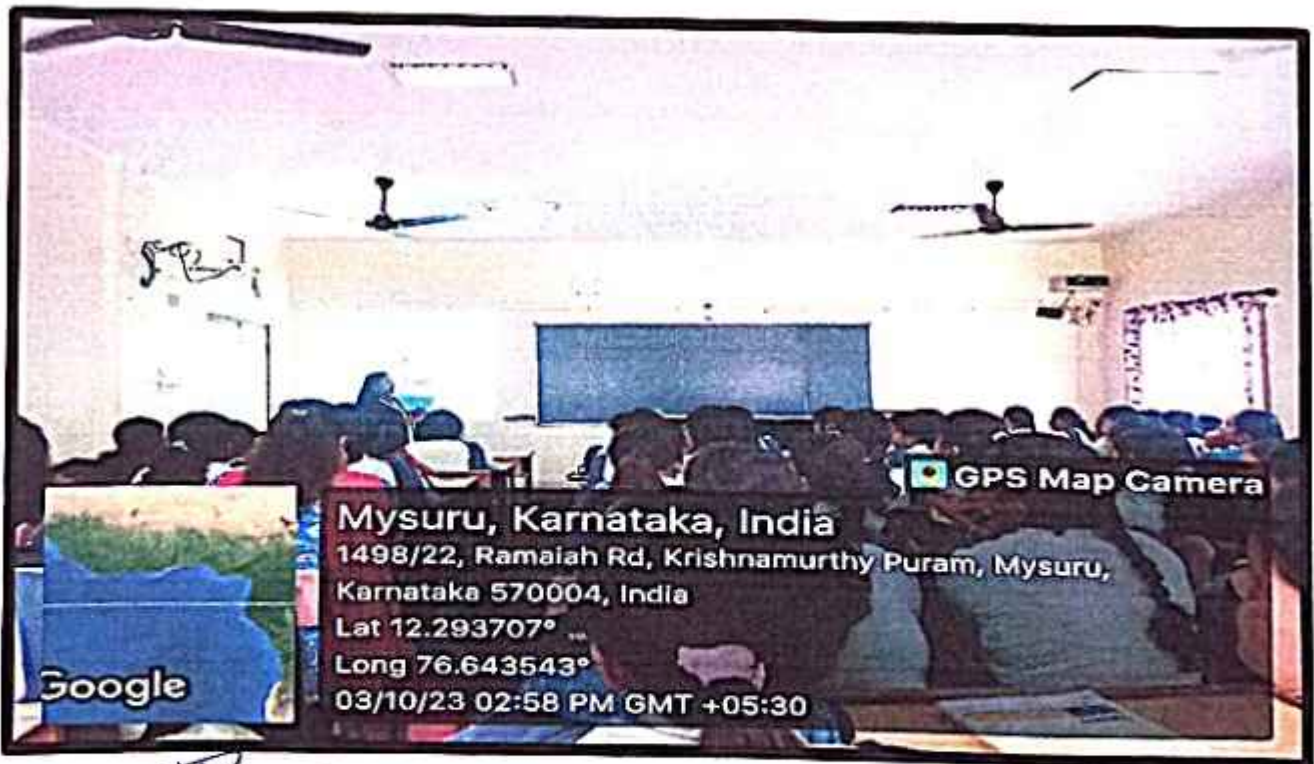 GPS Map Camera
Mysuru, Karnataka, India
1498/22, Ramaiah Rd, Krishnamurthy Puram, Mysuru,
Karnataka 570004, India
Lat 12.293707°
Long 76.643543°
03/10/23 02:58 PM GMT +05:30
Google